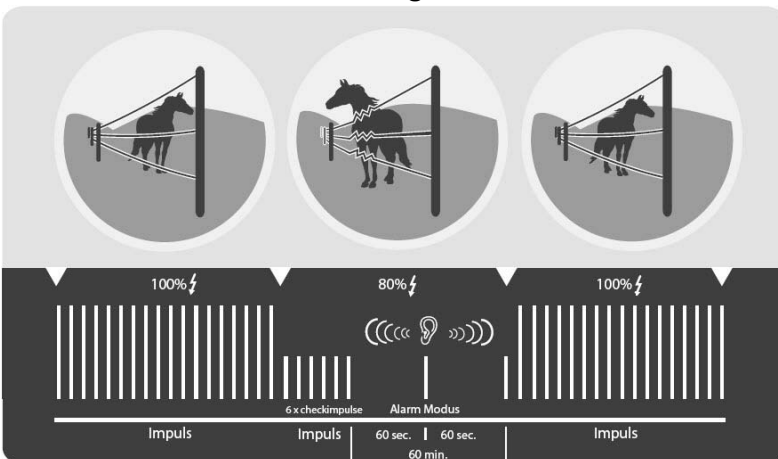 100% 80% 100%
6 x checkimpulse Alarm Modus
Impuls Impuls 60 sec. 60 sec. Impuls
60 min.